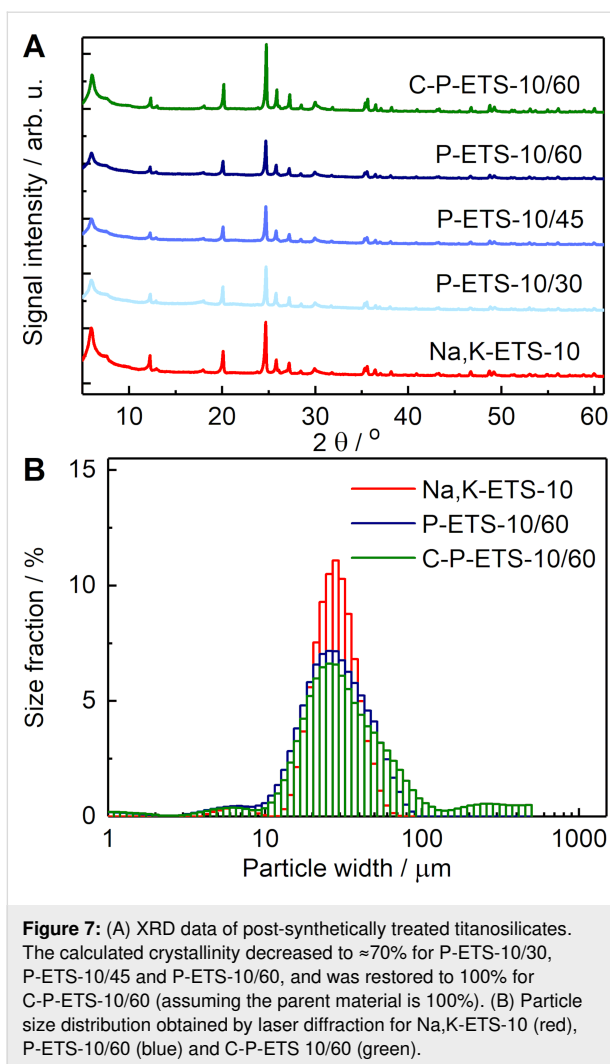 A
C-P-ETS-10/60
P-ETS-10/60
P-ETS-10/45
P-ETS-10/30
Na,K-ETS-10
Signal intensity / arb. u.
10 20 30 40 50 60
2 θ / °
B
15
10
5
0
Size fraction / %
Na,K-ETS-10
P-ETS-10/60
C-P-ETS-10/60
1 10 100 1000
Particle width / μm
Figure 7: (A) XRD data of post-synthetically treated titanosilicates.
The calculated crystallinity decreased to ≈70% for P-ETS-10/30,
P-ETS-10/45 and P-ETS-10/60, and was restored to 100% for
C-P-ETS-10/60 (assuming the parent material is 100%). (B) Particle
size distribution obtained by laser diffraction for Na,K-ETS-10 (red),
P-ETS-10/60 (blue) and C-P-ETS 10/60 (green).